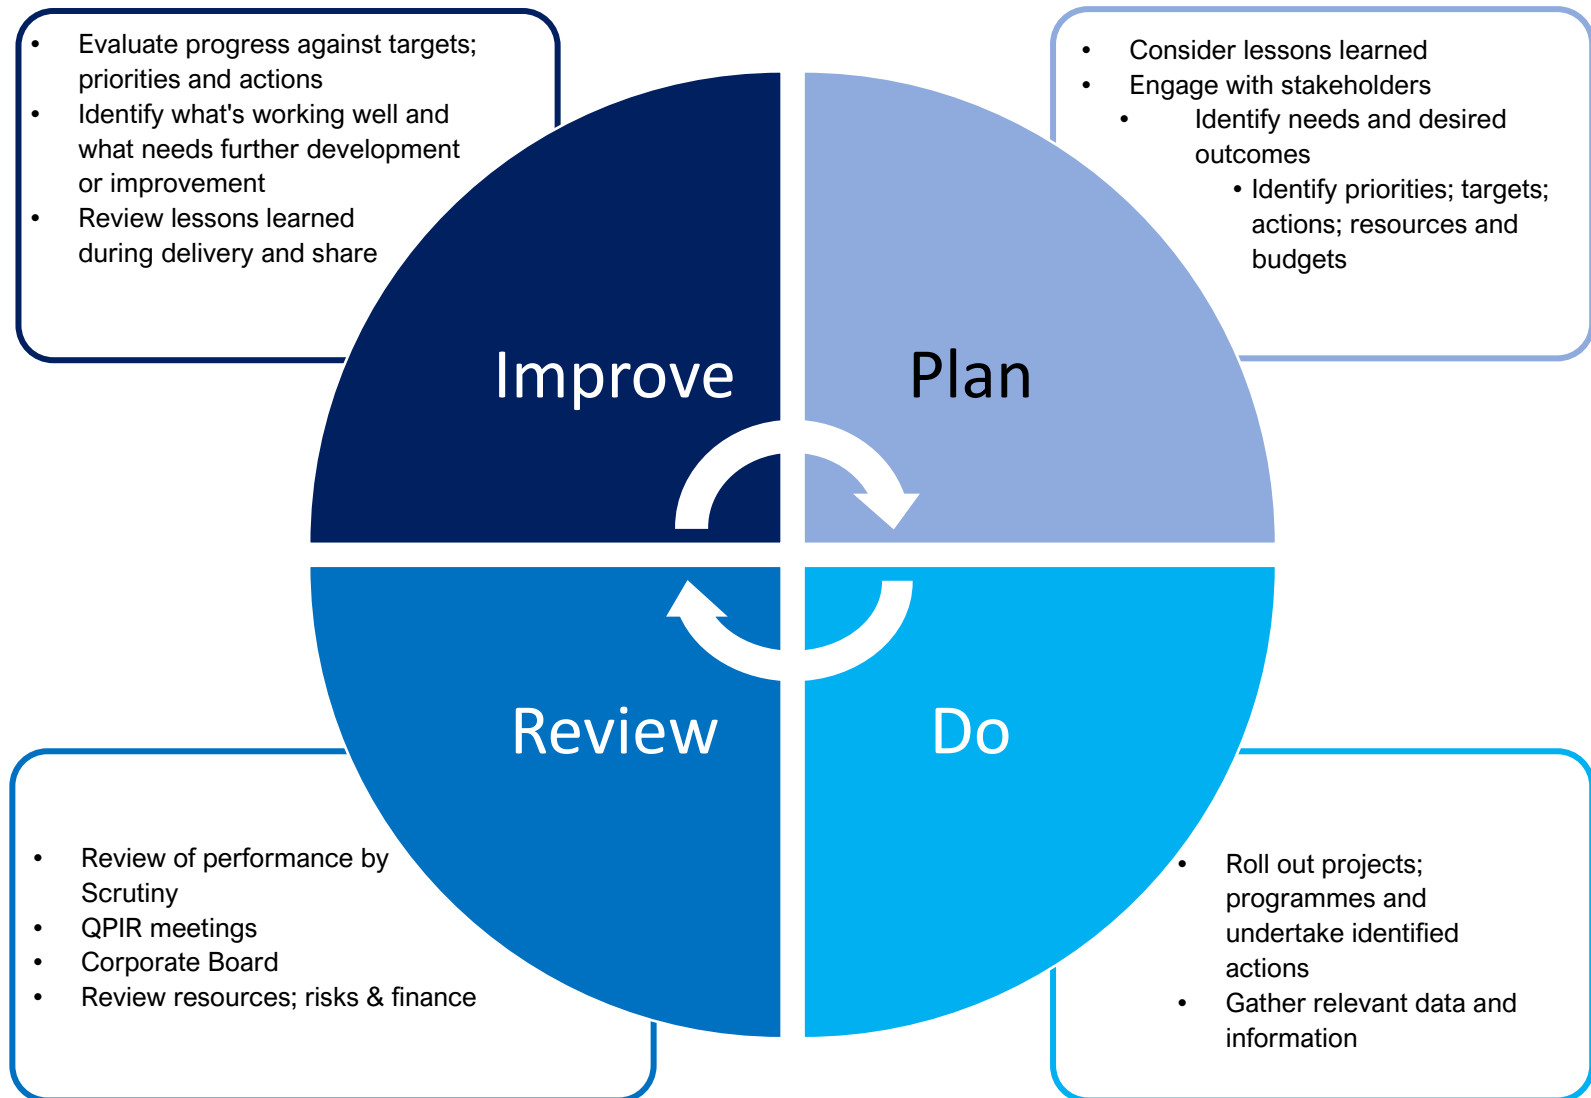 • Evaluate progress against targets;
priorities and actions
• Identify what's working well and
what needs further development
or improvement
• Review lessons learned
during delivery and share
• Consider lessons learned
• Engage with stakeholders
• Identify needs and desired
outcomes
• Identify priorities; targets;
actions; resources and
budgets
Improve
Plan
Review
Do
• Review of performance by
Scrutiny
• QPIR meetings
• Corporate Board
• Review resources; risks & finance
• Roll out projects;
programmes and
undertake identified
actions
• Gather relevant data and
information